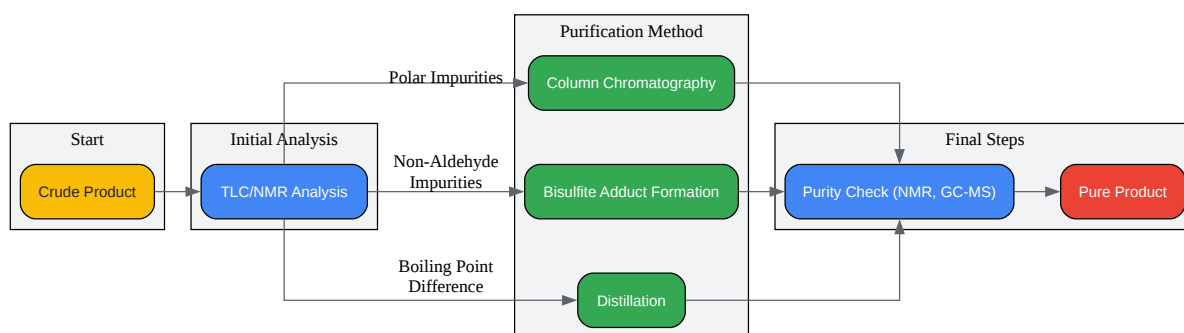 Purification Method
Polar Impurities
Column Chromatography
Start
Initial Analysis
Final Steps
Non-Aldehyde
Impurities
Crude Product
TLC/NMR Analysis
Bisulfite Adduct Formation
Purity Check (NMR, GC-MS)
Pure Product
Boiling Point
Difference
Distillation